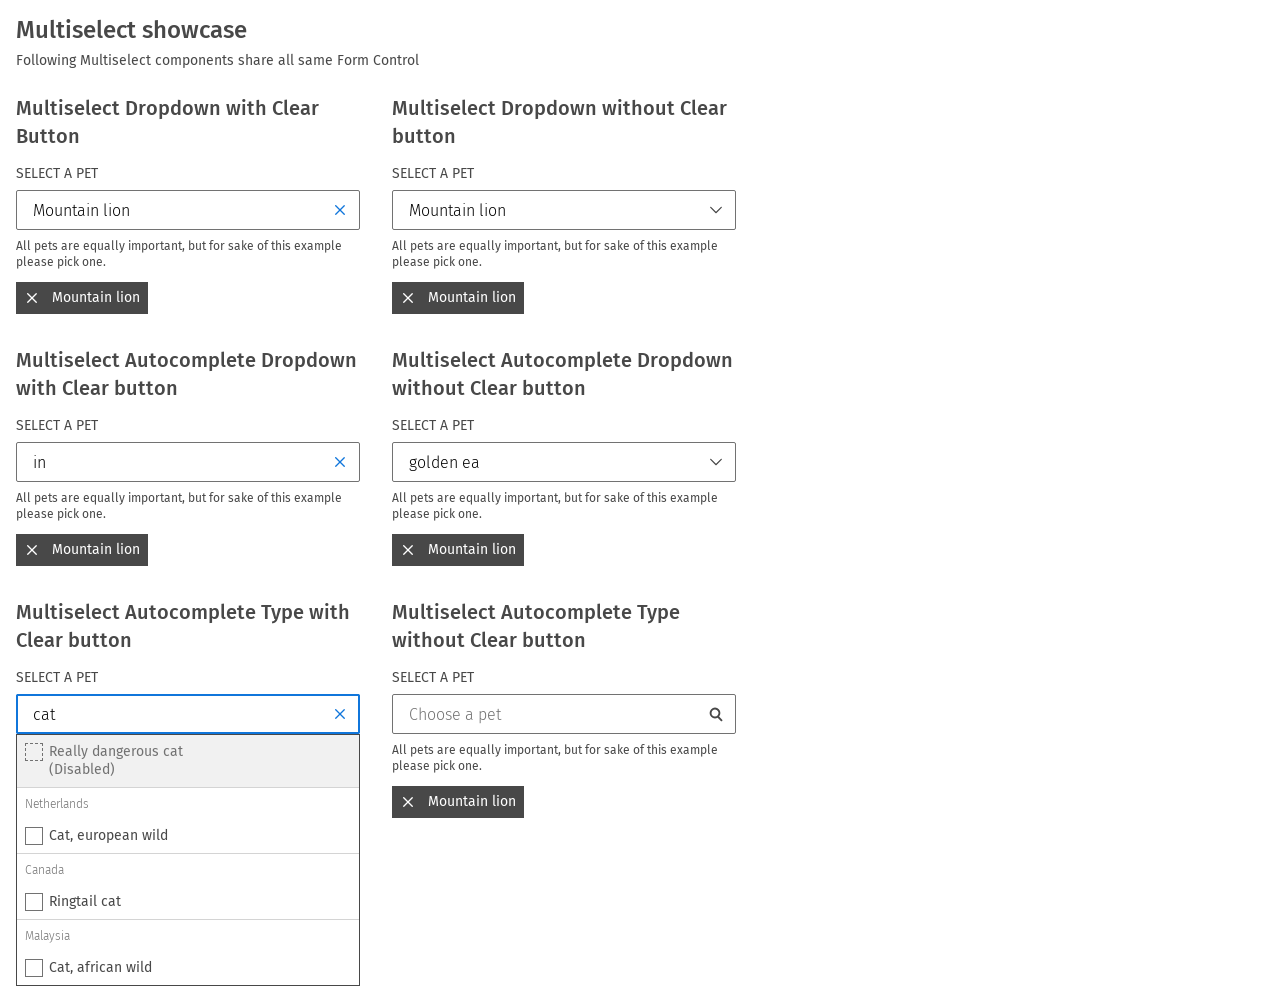 Multiselect showcase
Following Multiselect components share all same Form Control
Multiselect Dropdown with Clear
Button
SELECT A PET
Mountain lion
All pets are equally important, but for sake of this example
please pick one.
Mountain lion
Multiselect Dropdown without Clear
button
SELECT A PET
Mountain lion
All pets are equally important, but for sake of this example
please pick one.
Mountain lion
Multiselect Autocomplete Dropdown
with Clear button
SELECT A PET
in
All pets are equally important, but for sake of this example
please pick one.
Mountain lion
Multiselect Autocomplete Dropdown
without Clear button
SELECT A PET
golden ea
All pets are equally important, but for sake of this example
please pick one.
Mountain lion
Multiselect Autocomplete Type with
Clear button
SELECT A PET
cat
Really dangerous cat
(Disabled)
Netherlands
Cat, european wild
Canada
Ringtail cat
Malaysia
Cat, african wild
Multiselect Autocomplete Type
without Clear button
SELECT A PET
Choose a pet
All pets are equally important, but for sake of this example
please pick one.
Mountain lion